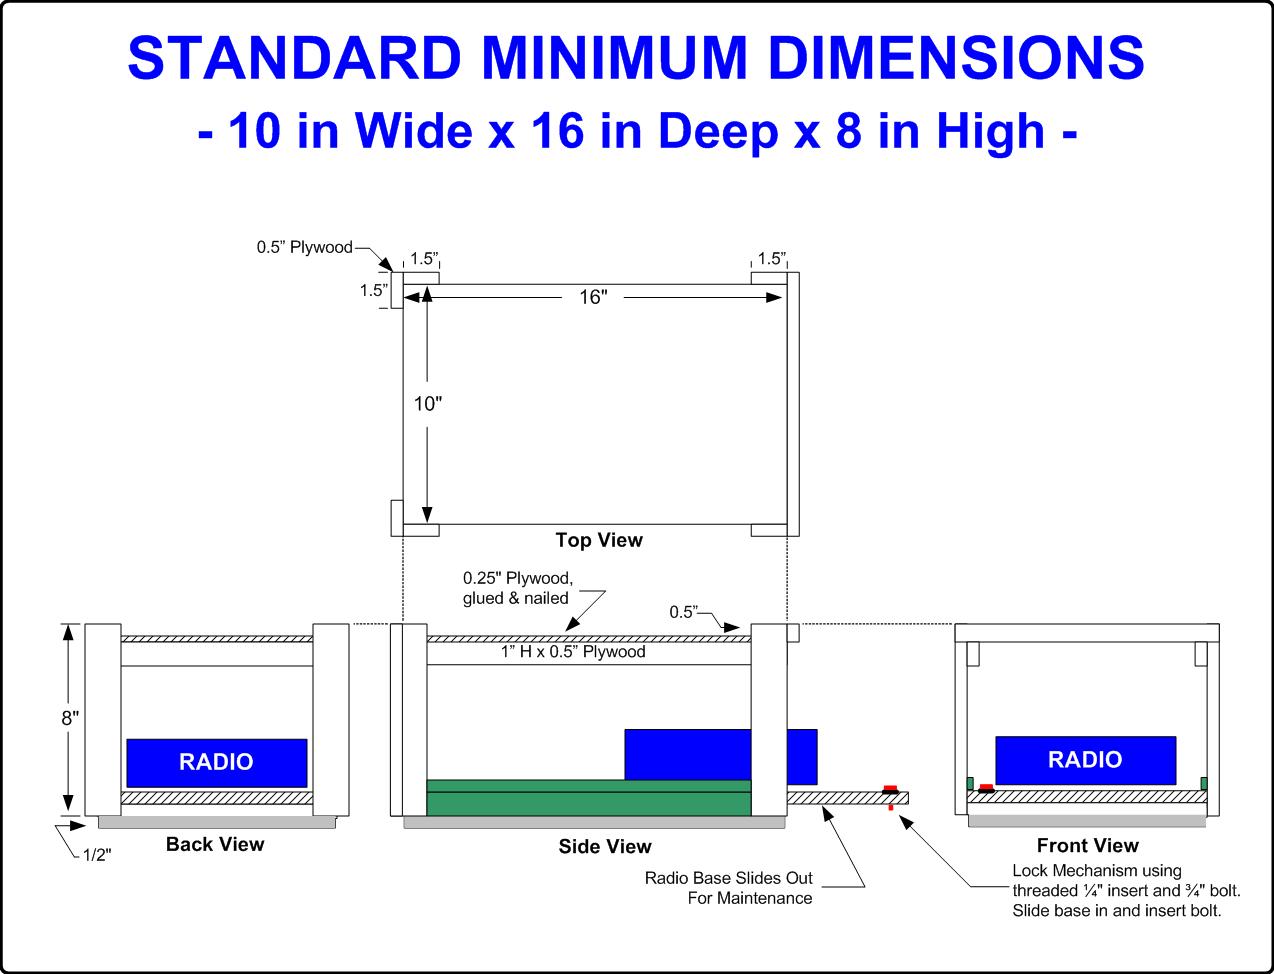 STANDARD MINIMUM DIMENSIONS
- 10 in Wide x 16 in Deep x 8 in High -
0.5” Plywood
1.5”
1.5”
1.5”
16"
10"
Top View
0.25" Plywood,
glued & nailed
0.5”
1” H x 0.5” Plywood
8"
RADIO
RADIO
1/2"
Back View
Side View
Front View
Radio Base Slides Out
For Maintenance
Lock Mechanism using
threaded ¼" insert and ¾" bolt.
Slide base in and insert bolt.